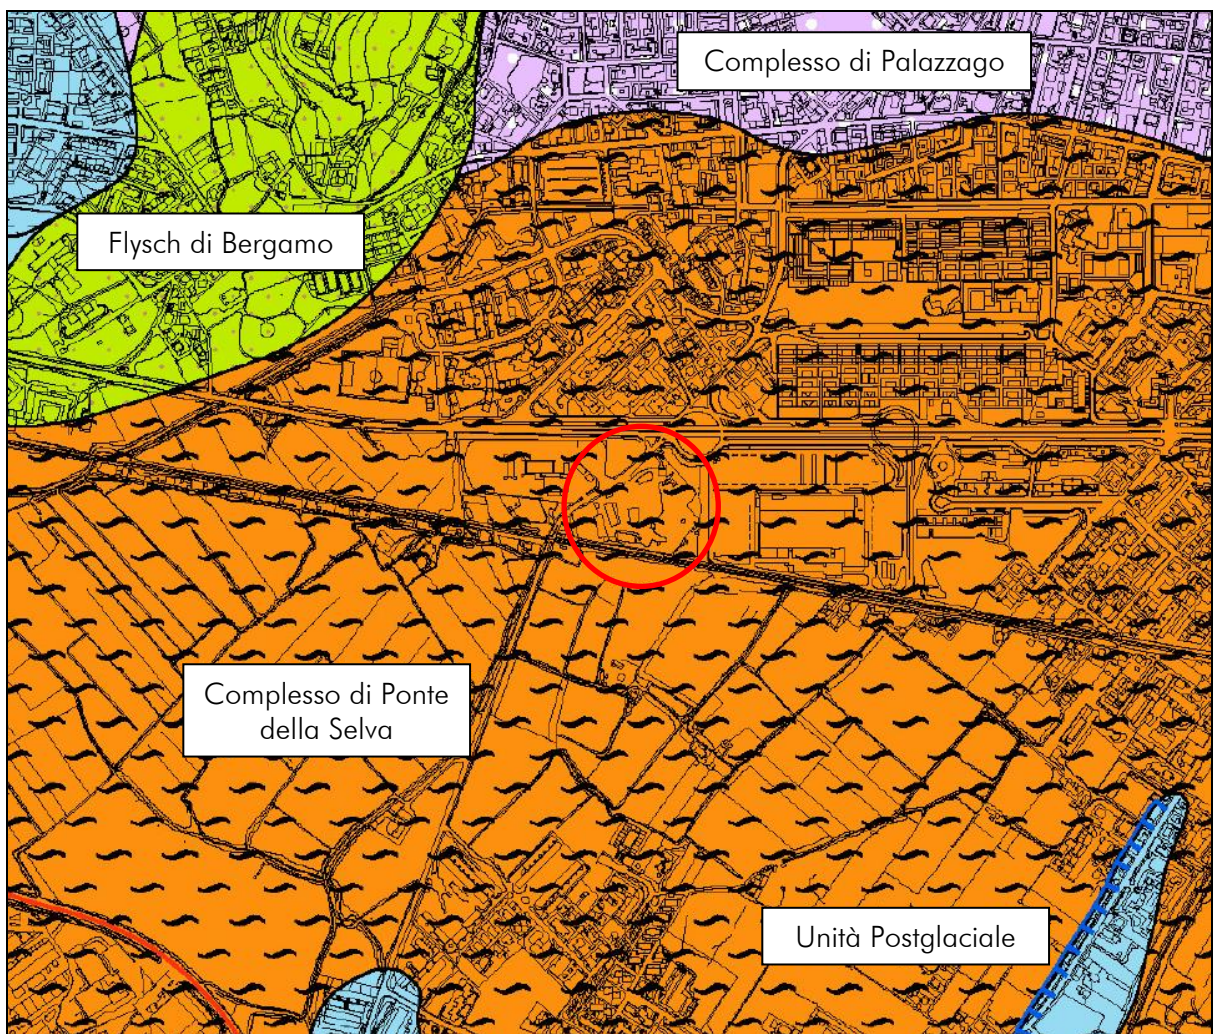 Complesso di Palazzago
Flysch di Bergamo
Complesso di Ponte
della Selva
Unità Postglaciale